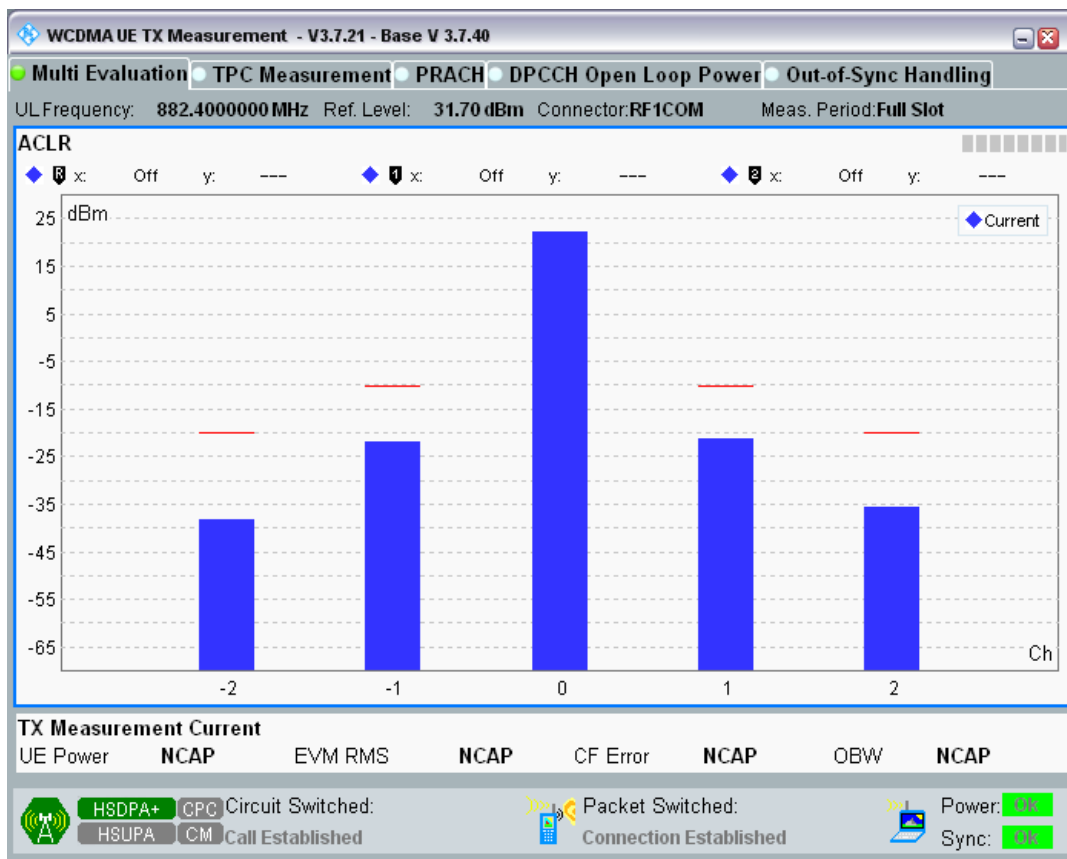 WCDMA UE TX Measurement - V3.7.21 - Base V 3.7.40
Multi Evaluation TPC Measurement PRACH DPCCH Open Loop Power Out-of-Sync Handling
UL Frequency: 882.4000000 MHz Ref. Level: 31.70 dBm Connector:RF1COM Meas. Period:Full Slot
ACLR
R x: Off y: --- 1 x: Off y: --- 2 x: Off y: ---
dBm
Current
25
15
5
-5
-15
-25
-35
-45
-55
-65
Ch
-2 -1 0 1 2
TX Measurement Current
UE Power NCAP EVM RMS NCAP CF Error NCAP OBW NCAP
HSDPA+ CPC Circuit Switched: Packet Switched: Power: OK
HSUPA CM Call Established Connection Established Sync: OK